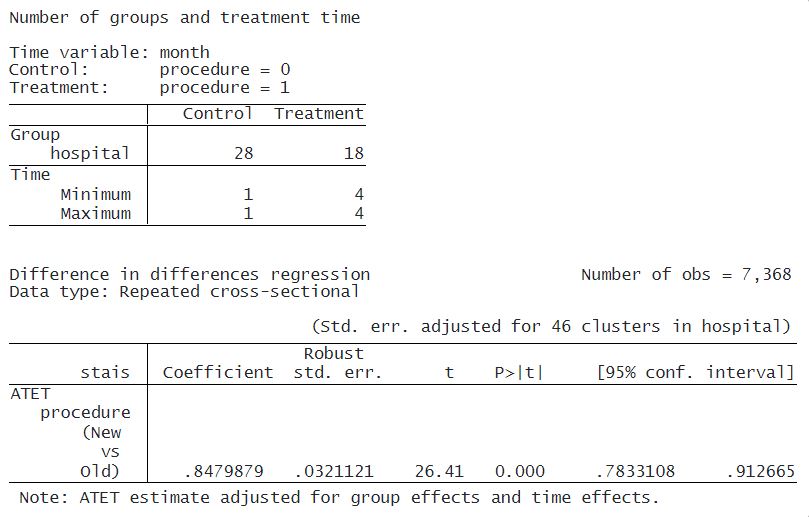 Number of groups and treatment time
Time variable: month
Control: procedure = 0
Treatment: procedure = 1
Control Treatment
Group
hospital 28 18
Time
Minimum 1 4
Maximum 1 4
Difference in differences regression Number of obs = 7,368
Data type: Repeated cross-sectional
(Std. err. adjusted for 46 clusters in hospital)
Robust
stais Coefficient std. err. t P>|t| [95% conf. interval]
ATET
procedure
(New
vs
Old) .8479879 .0321121 26.41 0.000 .7833108 .912665
Note: ATET estimate adjusted for group effects and time effects.